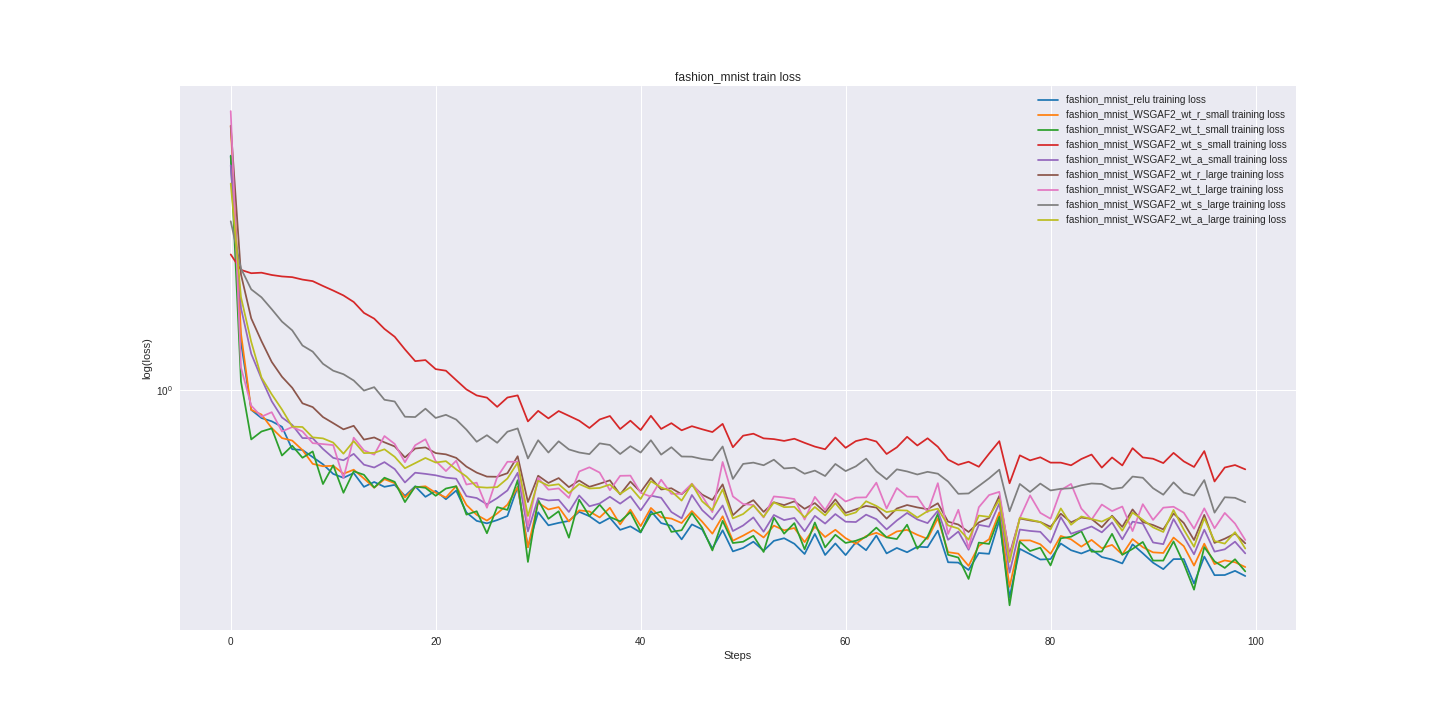 fashion_mnist train loss
fashion_mnist_relu training loss
fashion_mnist_WSGAF2_wt_r_small training loss
fashion_mnist_WSGAF2_wt_t_small training loss
fashion_mnist_WSGAF2_wt_s_small training loss
fashion_mnist_WSGAF2_wt_a_small training loss
fashion_mnist_WSGAF2_wt_r_large training loss
fashion_mnist_WSGAF2_wt_t_large training loss
fashion_mnist_WSGAF2_wt_s_large training loss
fashion_mnist_WSGAF2_wt_a_large training loss
log(loss)
10⁰
0 20 40 60 80 100
Steps